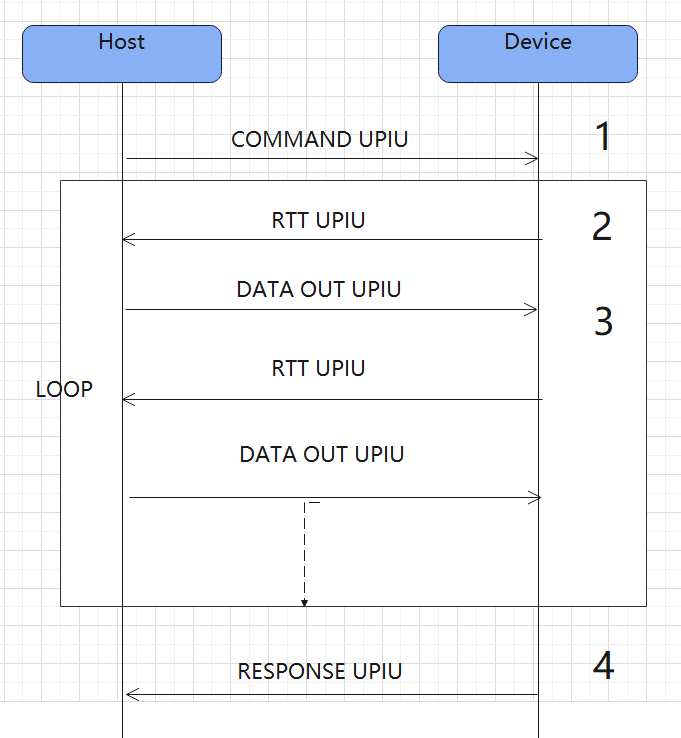 Host
Device
COMMAND UPIU
1
RTT UPIU
2
DATA OUT UPIU
3
RTT UPIU
LOOP
DATA OUT UPIU
RESPONSE UPIU
4